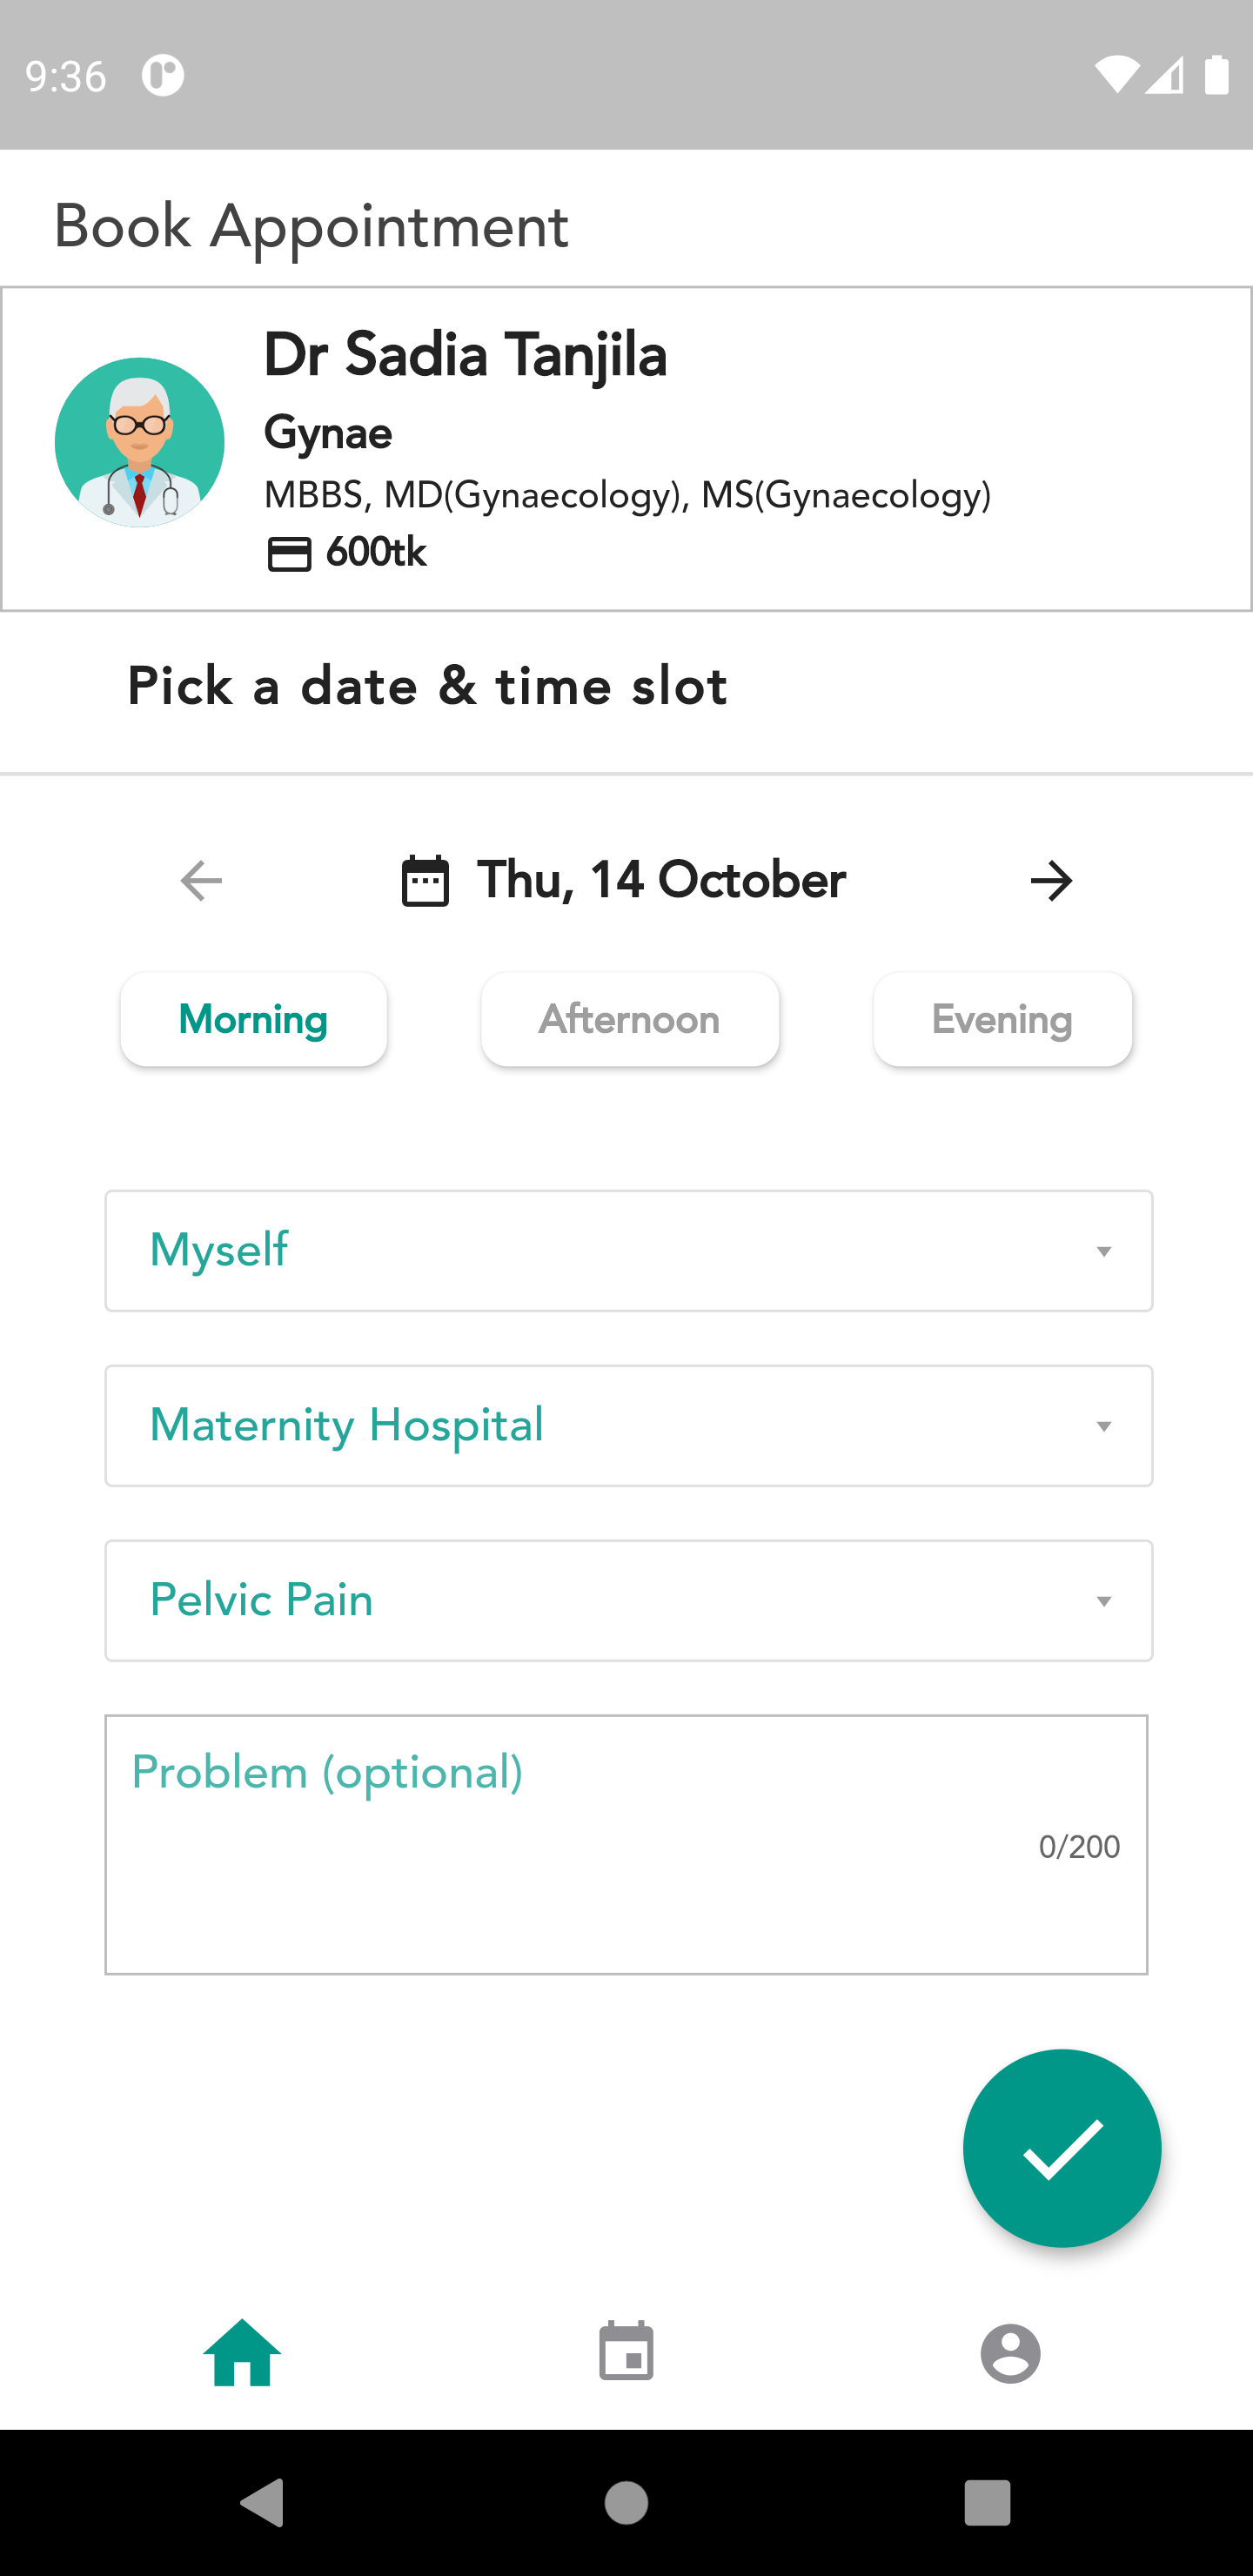 9:36
Book Appointment
Dr Sadia Tanjila
Gynae
MBBS, MD(Gynaecology), MS(Gynaecology)
600tk
Pick a date & time slot
Thu, 14 October
Morning Afternoon Evening
Myself
Maternity Hospital
Pelvic Pain
Problem (optional)
0/200